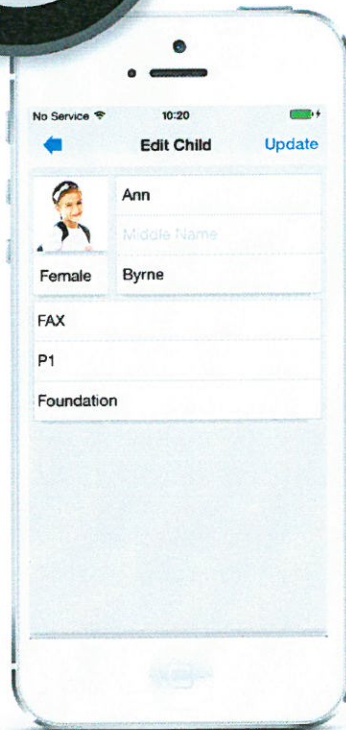 No Service 10:20
Edit Child Update
Ann
Middle Name
Female Byrne
FAX
P1
Foundation